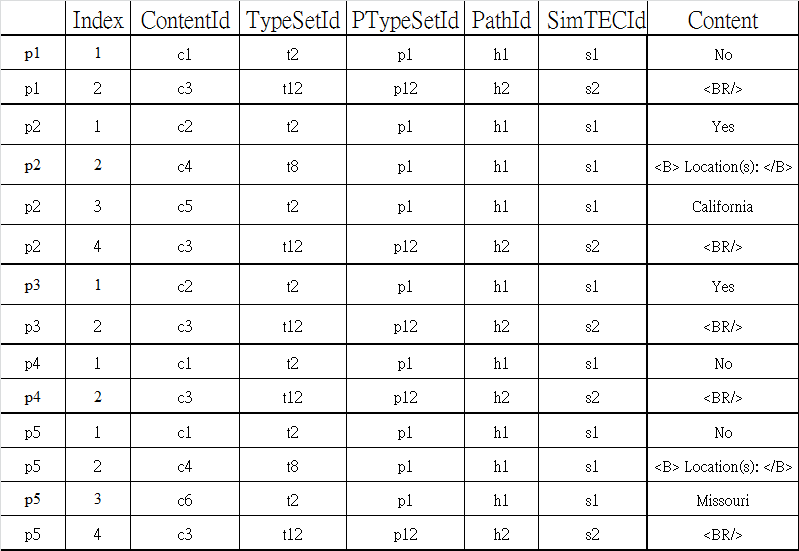 Index ContentId TypeSetId PTypeSetId PathId SimTECId Content
p1 1 c1 t2 p1 h1 s1 No
p1 2 c3 t12 p12 h2 s2 <BR/>
p2 1 c2 t2 p1 h1 s1 Yes
p2 2 c4 t8 p1 h1 s1 <B> Location(s): </B>
p2 3 c5 t2 p1 h1 s1 California
p2 4 c3 t12 p12 h2 s2 <BR/>
p3 1 c2 t2 p1 h1 s1 Yes
p3 2 c3 t12 p12 h2 s2 <BR/>
p4 1 c1 t2 p1 h1 s1 No
p4 2 c3 t12 p12 h2 s2 <BR/>
p5 1 c1 t2 p1 h1 s1 No
p5 2 c4 t8 p1 h1 s1 <B> Location(s): </B>
p5 3 c6 t2 p1 h1 s1 Missouri
p5 4 c3 t12 p12 h2 s2 <BR/>